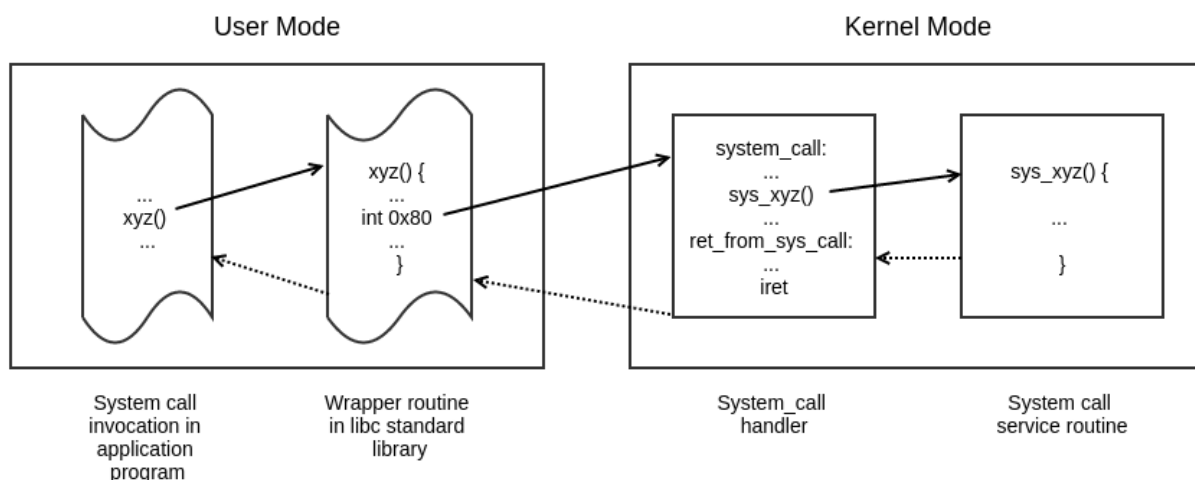 User Mode
Kernel Mode
...
xyz()
...
xyz() {
...
int 0x80
...
}
system_call:
...
sys_xyz()
...
ret_from_sys_call:
...
iret
sys_xyz() {
...
}
System call
invocation in
application
program
Wrapper routine
in libc standard
library
System_call
handler
System call
service routine